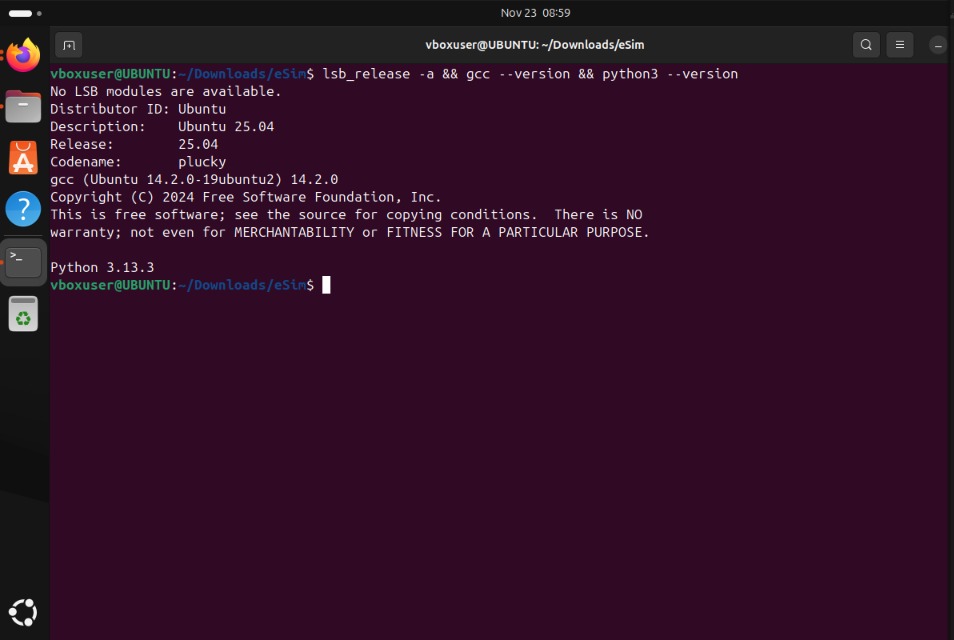 Nov 23 08:59
vboxuser@UBUNTU: ~/Downloads/eSim
vboxuser@UBUNTU:~/Downloads/eSim$ lsb_release -a && gcc --version && python3 --version
No LSB modules are available.
Distributor ID: Ubuntu
Description:    Ubuntu 25.04
Release:        25.04
Codename:       plucky
gcc (Ubuntu 14.2.0-19ubuntu2) 14.2.0
Copyright (C) 2024 Free Software Foundation, Inc.
This is free software; see the source for copying conditions.  There is NO
warranty; not even for MERCHANTABILITY or FITNESS FOR A PARTICULAR PURPOSE.

Python 3.13.3
vboxuser@UBUNTU:~/Downloads/eSim$